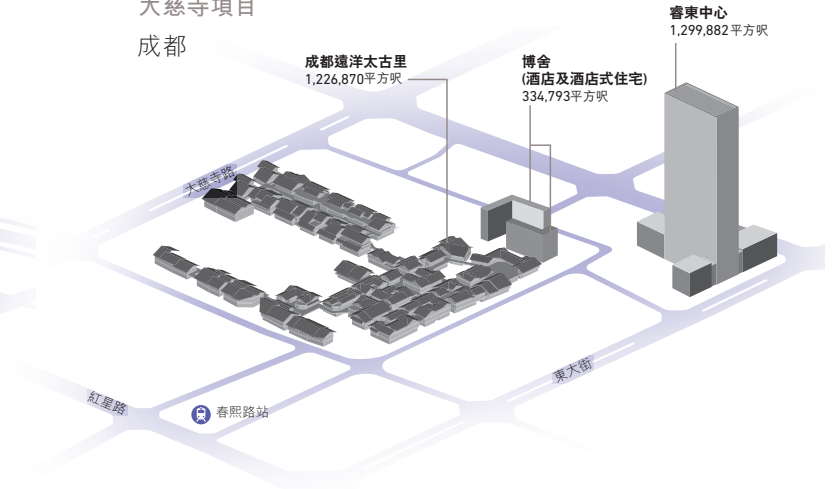 大慈寺項目
成都
睿東中心
1,299,882平方呎
成都遠洋太古里
1,226,870平方呎
博舍
(酒店及酒店式住宅)
334,793平方呎
大慈寺路
東大街
紅星路
春熙路站